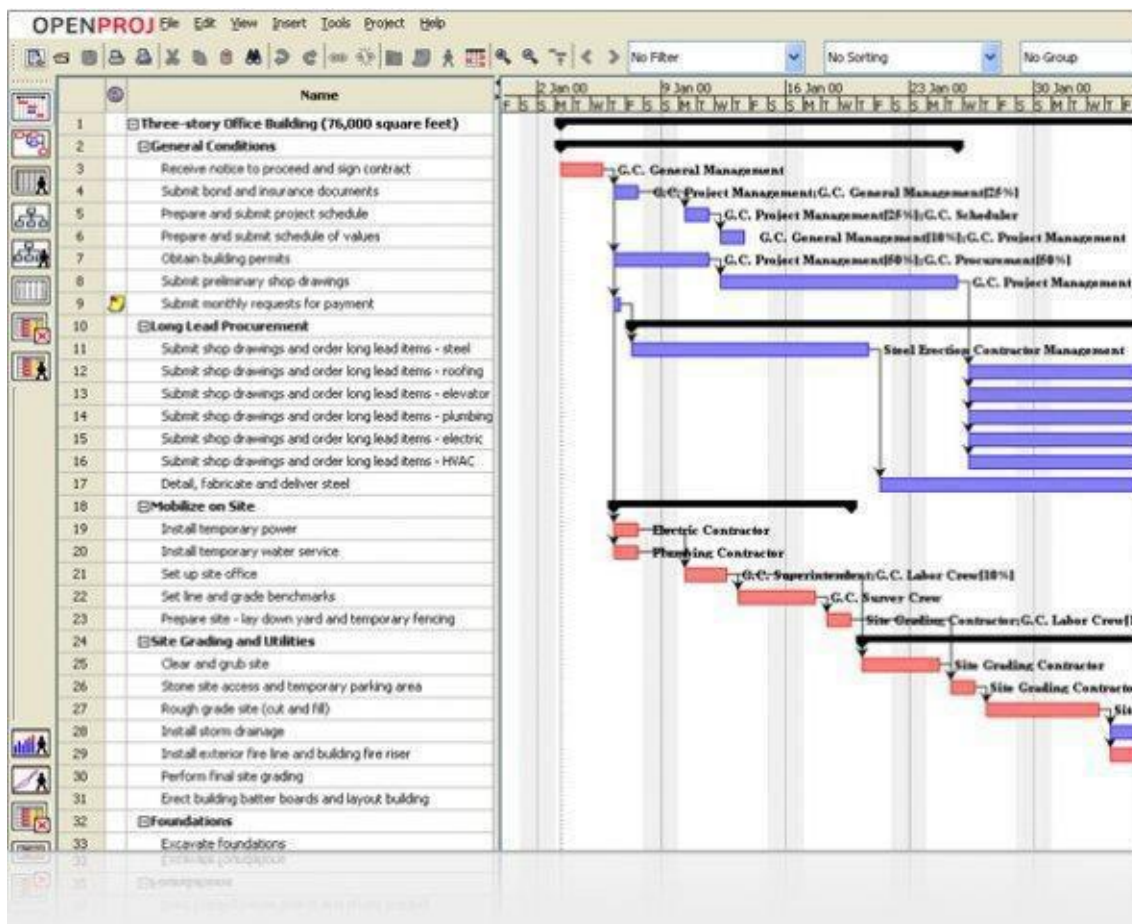 OPENPROJ File Edit View Insert Tools Project Help
No Filter No Sorting No Group
Name
2 Jan 00 9 Jan 00 16 Jan 00 23 Jan 00 30 Jan 00
F S S M T W T F S S M T W T F S S M T W T F S S M T W T F S S M T W T F
1 Three-story Office Building (76,000 square feet)
2 General Conditions
3 Receive notice to proceed and sign contract G.C. General Management
4 Submit bond and insurance documents G.C. Project Management;G.C. General Management[25%]
5 Prepare and submit project schedule G.C. Project Management[25%];G.C. Scheduler
6 Prepare and submit schedule of values G.C. General Management[10%];G.C. Project Management
7 Obtain building permits G.C. Project Management[50%];G.C. Procurement[50%]
8 Submit preliminary shop drawings G.C. Project Management
9 Submit monthly requests for payment
10 Long Lead Procurement
11 Submit shop drawings and order long lead items - steel Steel Erection Contractor Management
12 Submit shop drawings and order long lead items - roofing
13 Submit shop drawings and order long lead items - elevator
14 Submit shop drawings and order long lead items - plumbing
15 Submit shop drawings and order long lead items - electric
16 Submit shop drawings and order long lead items - HVAC
17 Detail, fabricate and deliver steel
18 Mobilize on Site
19 Install temporary power Electric Contractor
20 Install temporary water service Plumbing Contractor
21 Set up site office G.C. Superintendent;G.C. Labor Crew[10%]
22 Set line and grade benchmarks G.C. Survey Crew
23 Prepare site - lay down yard and temporary fencing Site Grading Contractor;G.C. Labor Crew[
24 Site Grading and Utilities
25 Clear and grub site Site Grading Contractor
26 Stone site access and temporary parking area Site Grading Contracto
27 Rough grade site (cut and fill) Sit
28 Install storm drainage
29 Install exterior fire line and building fire riser
30 Perform final site grading
31 Erect building batter boards and layout building
32 Foundations
33 Excavate foundations